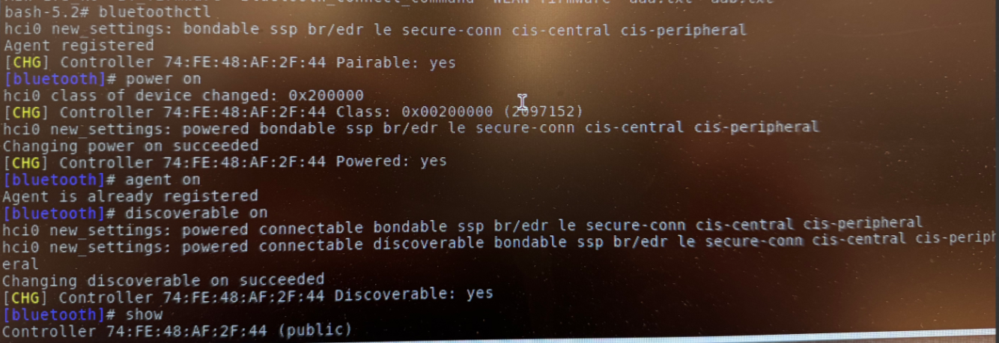 bash-5.2# bluetoothctl
hci0 new_settings: bondable ssp br/edr le secure-conn cis-central cis-peripheral
Agent registered
[CHG] Controller 74:FE:48:AF:2F:44 Pairable: yes
[bluetooth]# power on
hci0 class of device changed: 0x200000
[CHG] Controller 74:FE:48:AF:2F:44 Class: 0x00200000 (2097152)
hci0 new_settings: powered bondable ssp br/edr le secure-conn cis-central cis-peripheral
Changing power on succeeded
[CHG] Controller 74:FE:48:AF:2F:44 Powered: yes
[bluetooth]# agent on
Agent is already registered
[bluetooth]# discoverable on
hci0 new_settings: powered connectable bondable ssp br/edr le secure-conn cis-central cis-peripheral
hci0 new_settings: powered connectable discoverable bondable ssp br/edr le secure-conn cis-central cis-periph
eral
Changing discoverable on succeeded
[CHG] Controller 74:FE:48:AF:2F:44 Discoverable: yes
[bluetooth]# show
Controller 74:FE:48:AF:2F:44 (public)